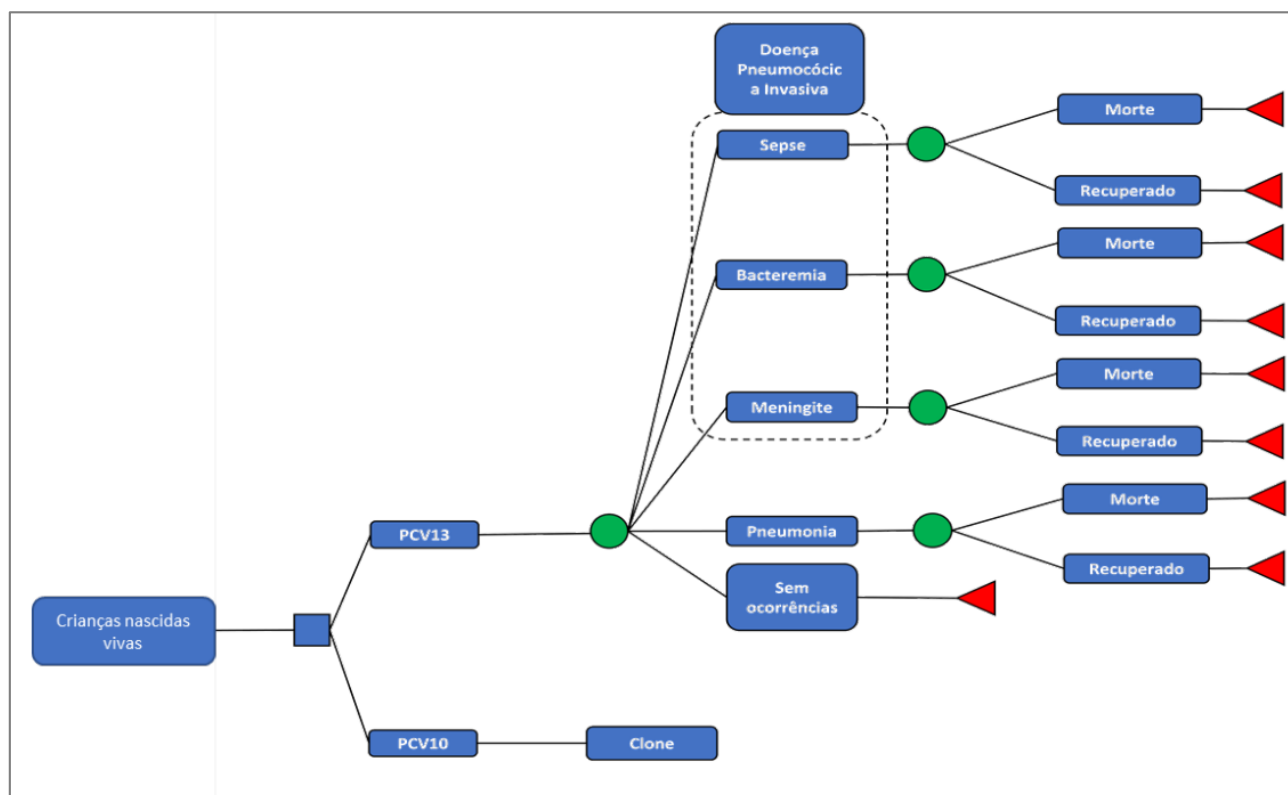 Doença
Pneumocócic
a Invasiva
Morte
Sepse
Recuperado
Morte
Bacteremia
Recuperado
Morte
Meningite
Recuperado
Morte
PCV13
Pneumonia
Recuperado
Sem
ocorrências
Crianças nascidas
vivas
PCV10
Clone